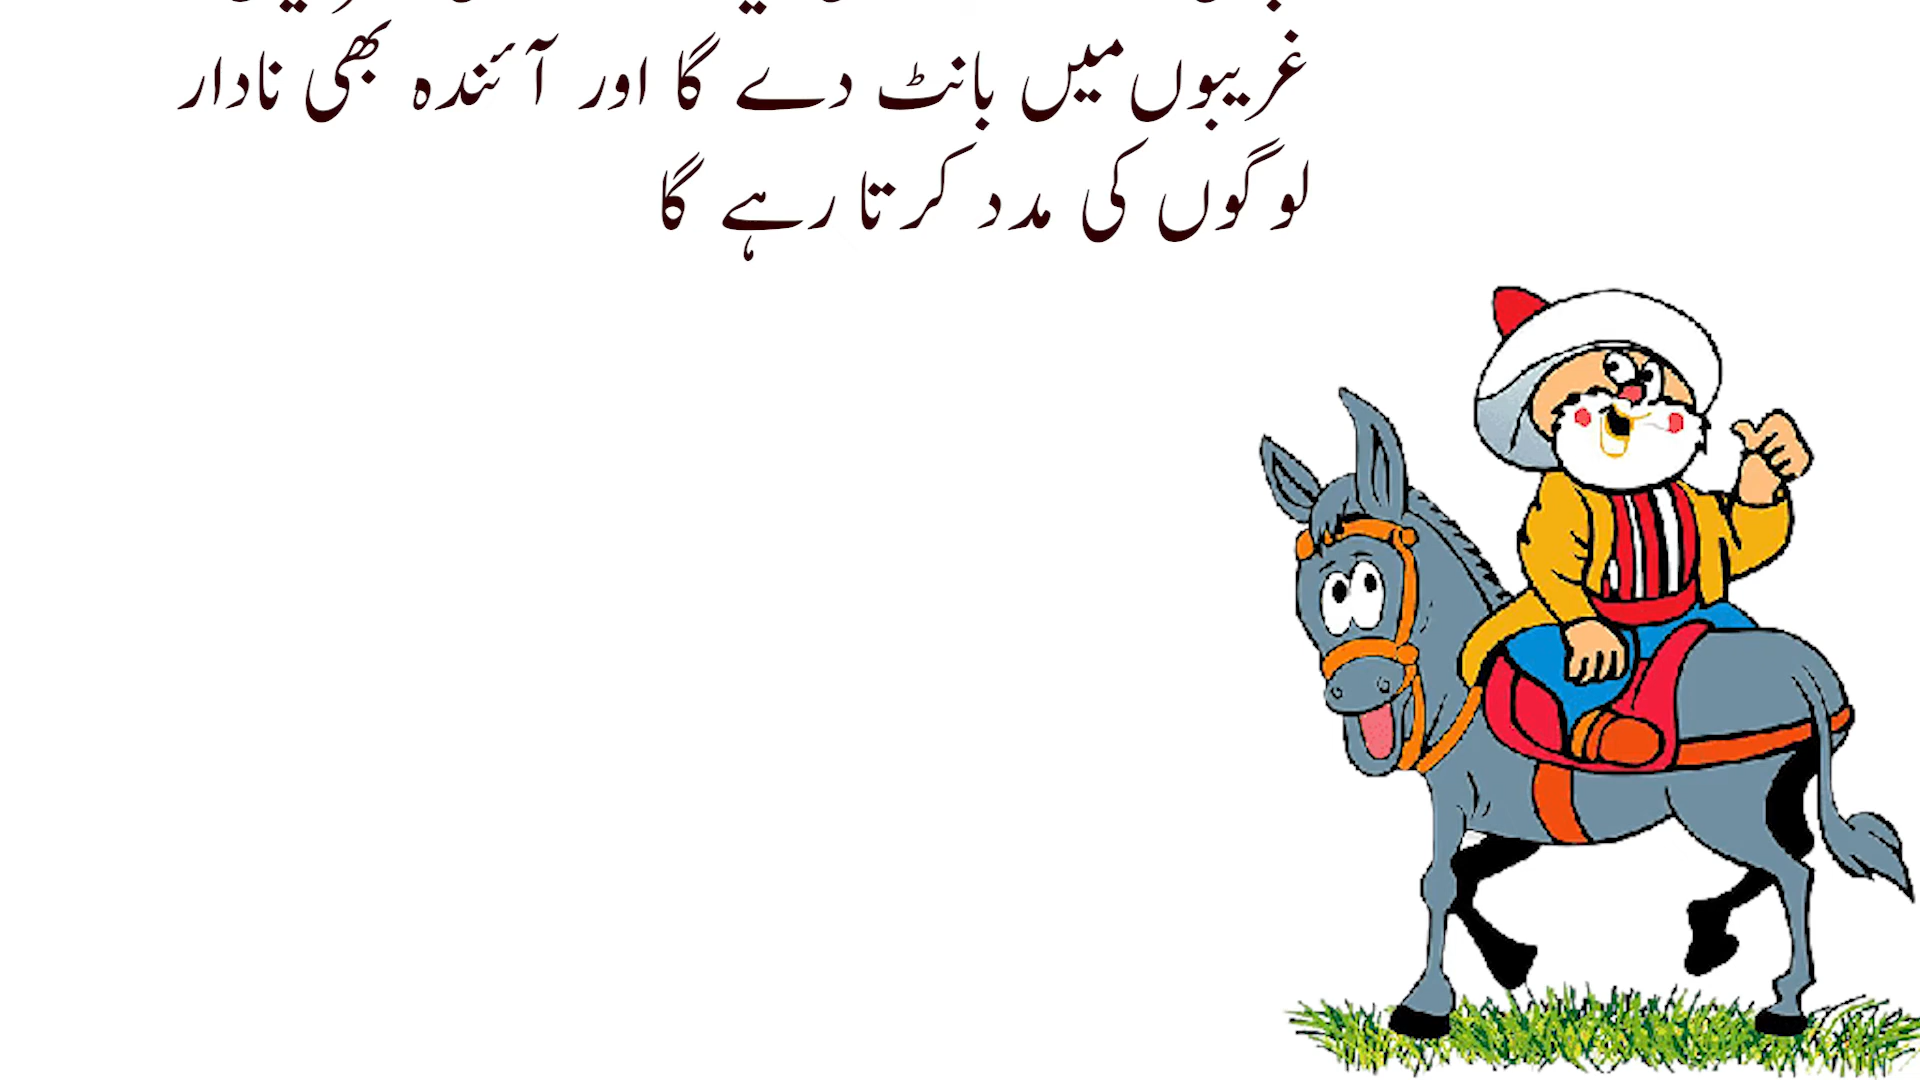 غریبوں میں بانٹ دے گا اور آئندہ بھی نادار
لوگوں کی مدد کرتا رہے گا